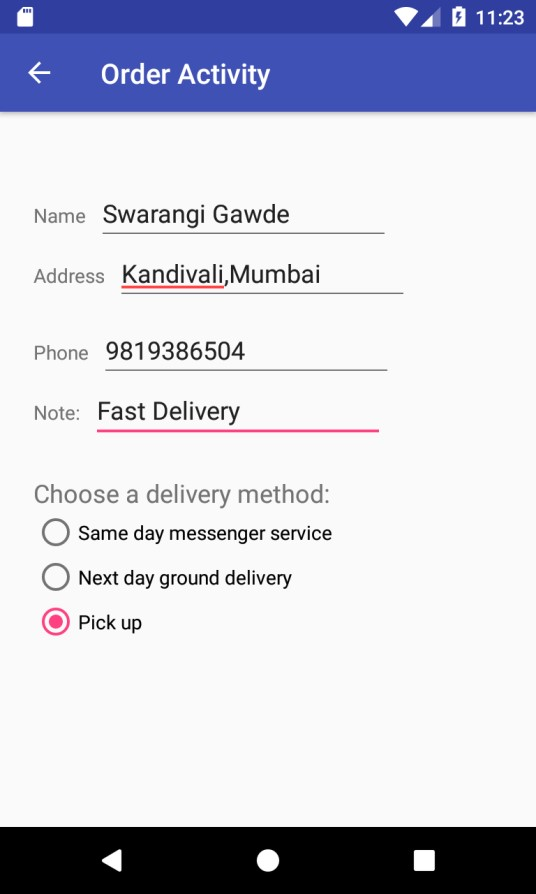 11:23
Order Activity
Name Swarangi Gawde
Address Kandivali,Mumbai
Phone 9819386504
Note: Fast Delivery
Choose a delivery method:
Same day messenger service
Next day ground delivery
Pick up